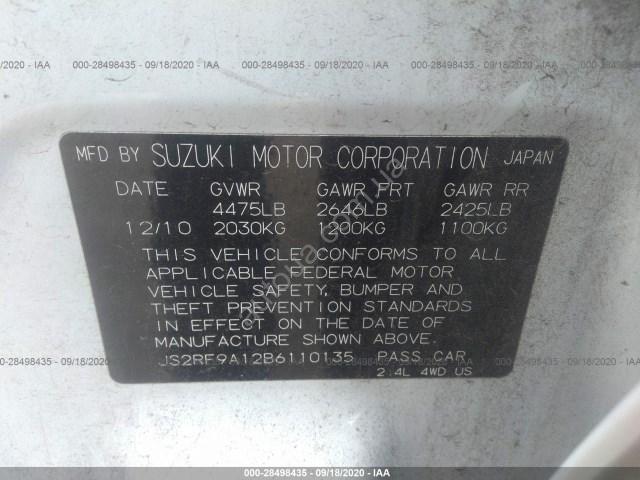 000-28498435 - 09/18/2020 - IAA
MFD BY SUZUKI MOTOR CORPORATION JAPAN
DATE GVWR GAWR FRT GAWR RR
4475LB 2646LB 2425LB
12/10 2030KG 1200KG 1100KG
THIS VEHICLE CONFORMS TO ALL
APPLICABLE FEDERAL MOTOR
VEHICLE SAFETY, BUMPER AND
THEFT PREVENTION STANDARDS
IN EFFECT ON THE DATE OF
MANUFACTURE SHOWN ABOVE.
JS2RF9A12B6110135 PASS CAR
2.4L 4WD US
000-28498435 - 09/18/2020 - IAA